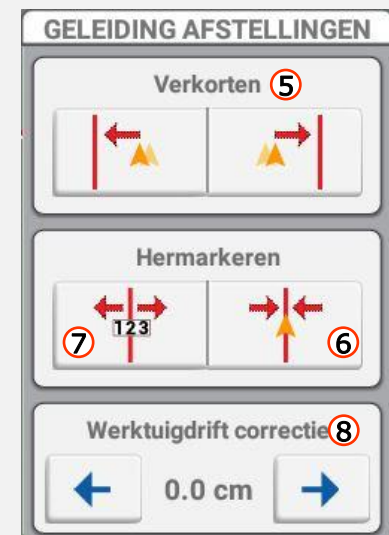 GELEIDING AFSTELLINGEN
Verkorten 5
Hermarkeren
123
7 6
Werktuigdrift correctie 8
0.0 cm